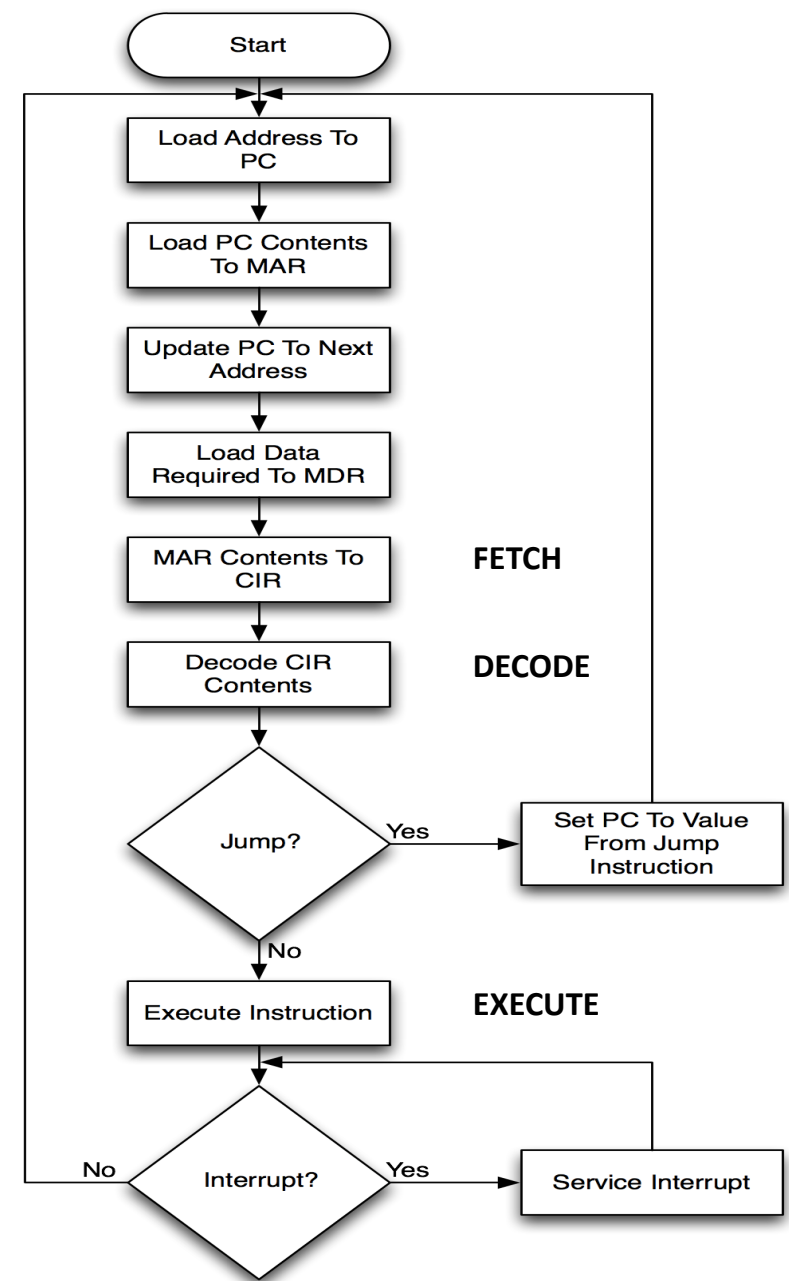 Start
Load Address To
PC
Load PC Contents
To MAR
Update PC To Next
Address
Load Data
Required To MDR
MAR Contents To
CIR
FETCH
Decode CIR
Contents
DECODE
Jump?
Yes
Set PC To Value
From Jump
Instruction
No
Execute Instruction
EXECUTE
No
Interrupt?
Yes
Service Interrupt